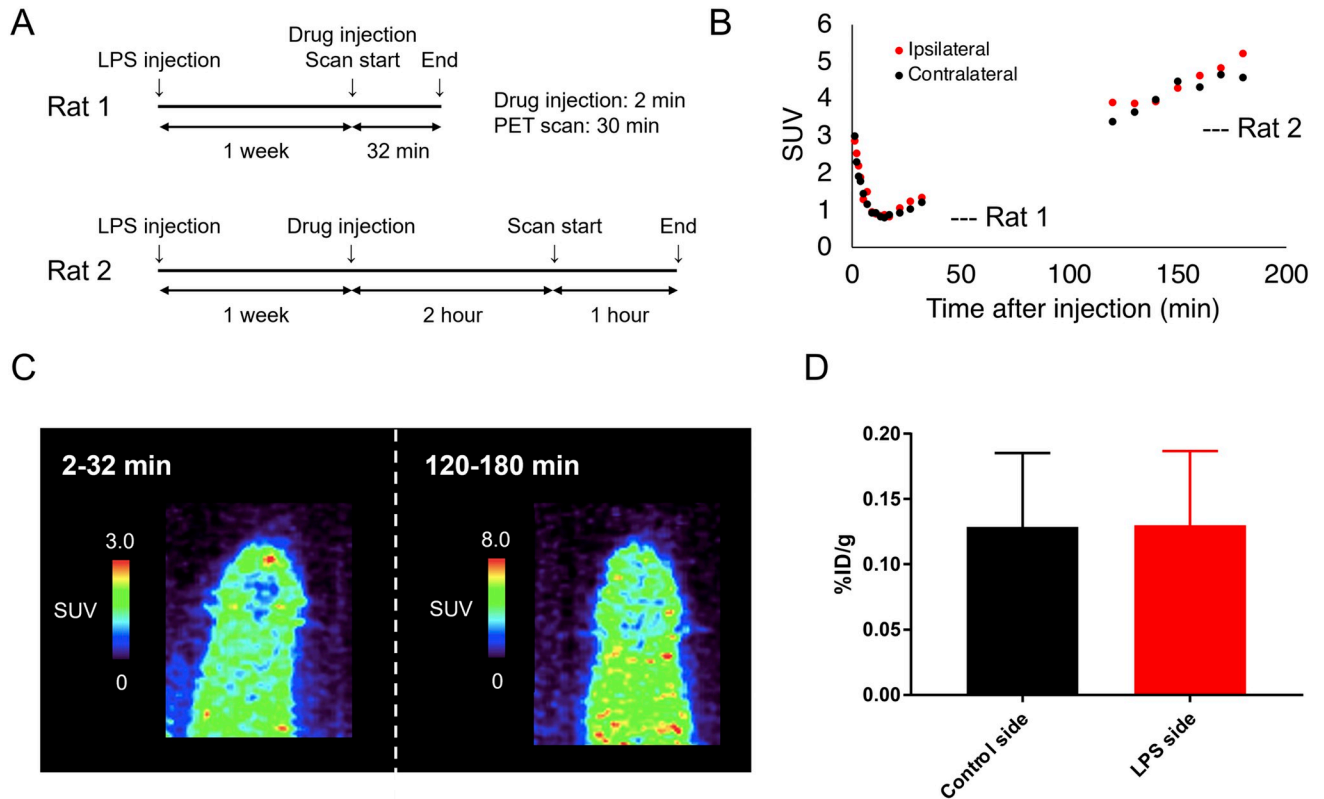 A
Drug injection
LPS injection
Scan start
End
Rat 1
Drug injection: 2 min
PET scan: 30 min
1 week
32 min
LPS injection
Drug injection
Scan start
End
Rat 2
1 week
2 hour
1 hour
B
6
5
4
3
2
1
0
SUV
Ipsilateral
Contralateral
--- Rat 2
--- Rat 1
0
50
100
150
200
Time after injection (min)
C
2-32 min
3.0
SUV
0
120-180 min
8.0
SUV
0
D
0.20
0.15
0.10
0.05
0.00
%ID/g
Control side
LPS side